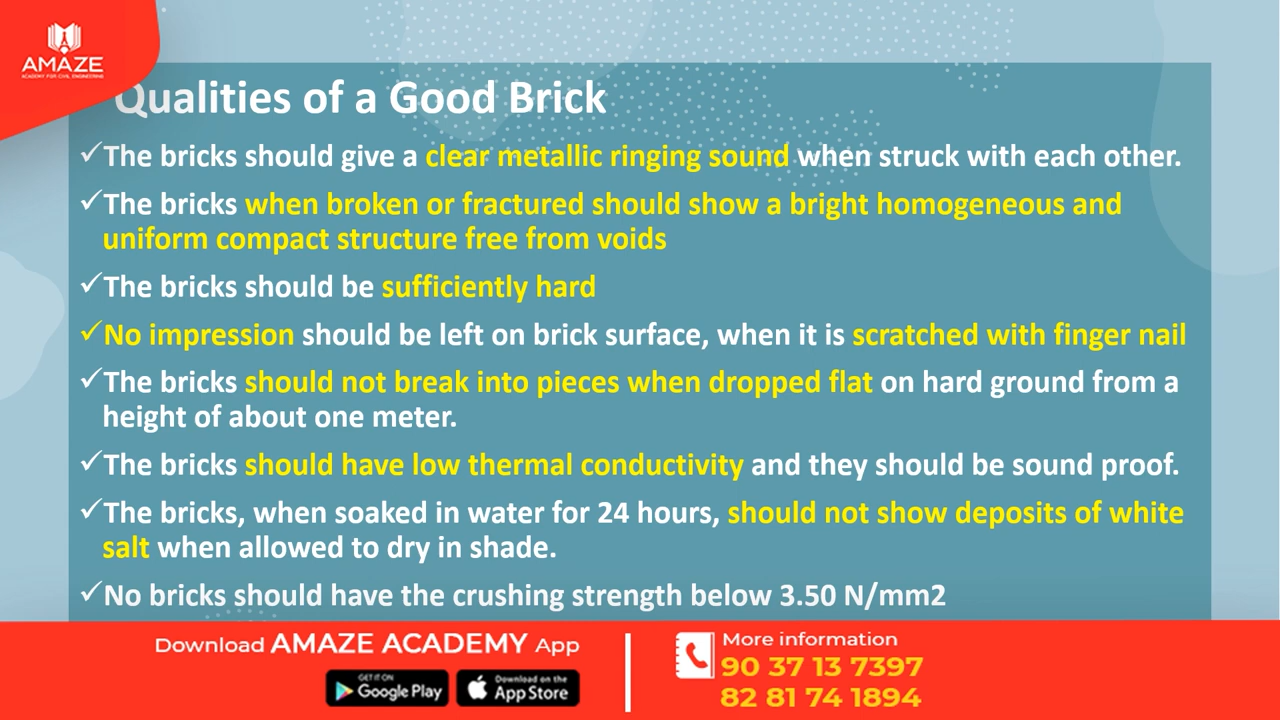 AMAZE
ACADEMY FOR CIVIL ENGINEERING
Qualities of a Good Brick
✓The bricks should give a clear metallic ringing sound when struck with each other.
✓The bricks when broken or fractured should show a bright homogeneous and
uniform compact structure free from voids
✓The bricks should be sufficiently hard
✓No impression should be left on brick surface, when it is scratched with finger nail
✓The bricks should not break into pieces when dropped flat on hard ground from a
height of about one meter.
✓The bricks should have low thermal conductivity and they should be sound proof.
✓The bricks, when soaked in water for 24 hours, should not show deposits of white
salt when allowed to dry in shade.
✓No bricks should have the crushing strength below 3.50 N/mm2
Download AMAZE ACADEMY App
GET IT ON
Google Play
Download on the
App Store
More information
90 37 13 7397
82 81 74 1894